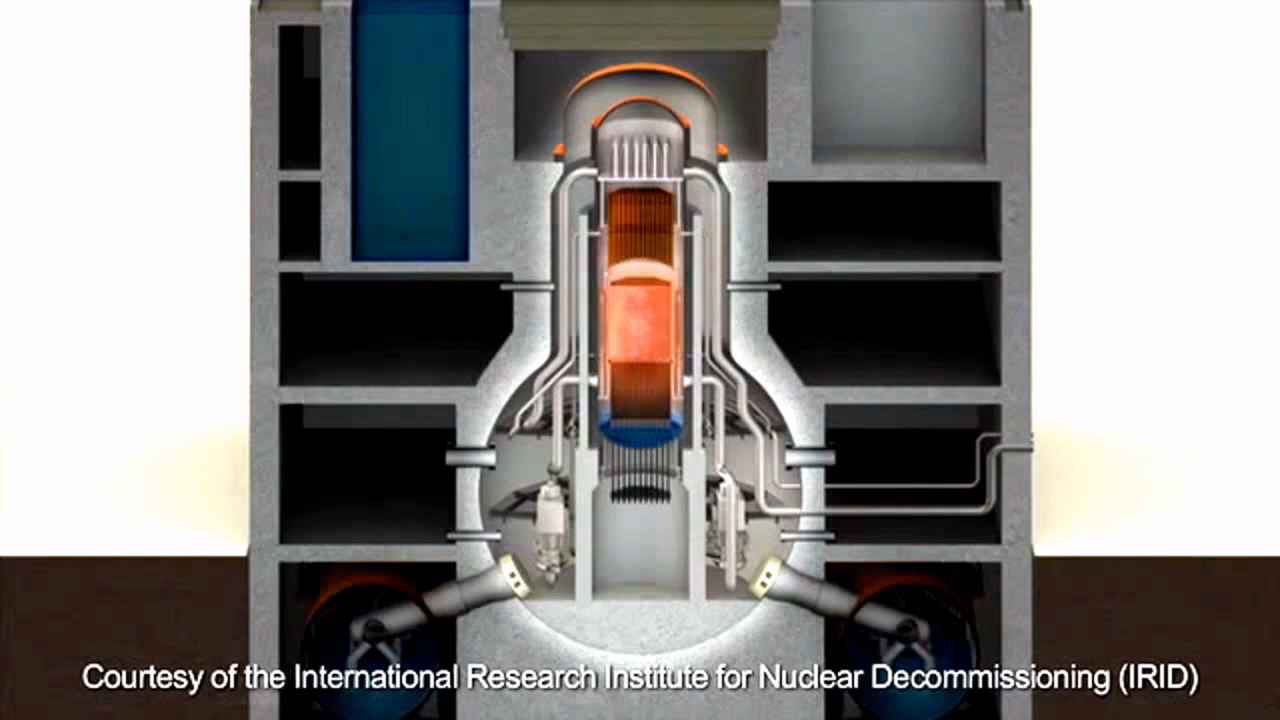 Courtesy of the International Research Institute for Nuclear Decommissioning (IRID)